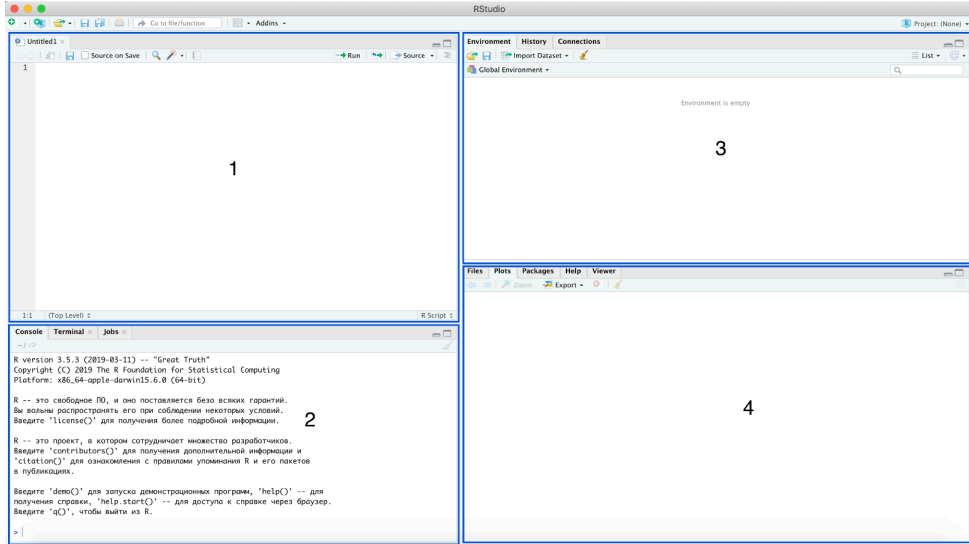 RStudio
Go to file/function
Addins
Project: (None)
Untitled1
Source on Save
Run
Source
1
1
1:1
(Top Level)
R Script
Console Terminal Jobs
~/
R version 3.5.3 (2019-03-11) -- "Great Truth"
Copyright (C) 2019 The R Foundation for Statistical Computing
Platform: x86_64-apple-darwin15.6.0 (64-bit)
R -- это свободное ПО, и оно поставляется безо всяких гарантий.
Вы вольны распространять его при соблюдении некоторых условий.
Введите 'license()' для получения более подробной информации.
2
R -- это проект, в котором сотрудничает множество разработчиков.
Введите 'contributors()' для получения дополнительной информации и
'citation()' для ознакомления с правилами упоминания R и его пакетов
в публикациях.
Введите 'demo()' для запуска демонстрационных программ, 'help()' -- для
получения справки, 'help.start()' -- для доступа к справке через браузер.
Введите 'q()', чтобы выйти из R.
>
Environment History Connections
Import Dataset
List
Global Environment
Environment is empty
3
Files Plots Packages Help Viewer
Zoom
Export
4